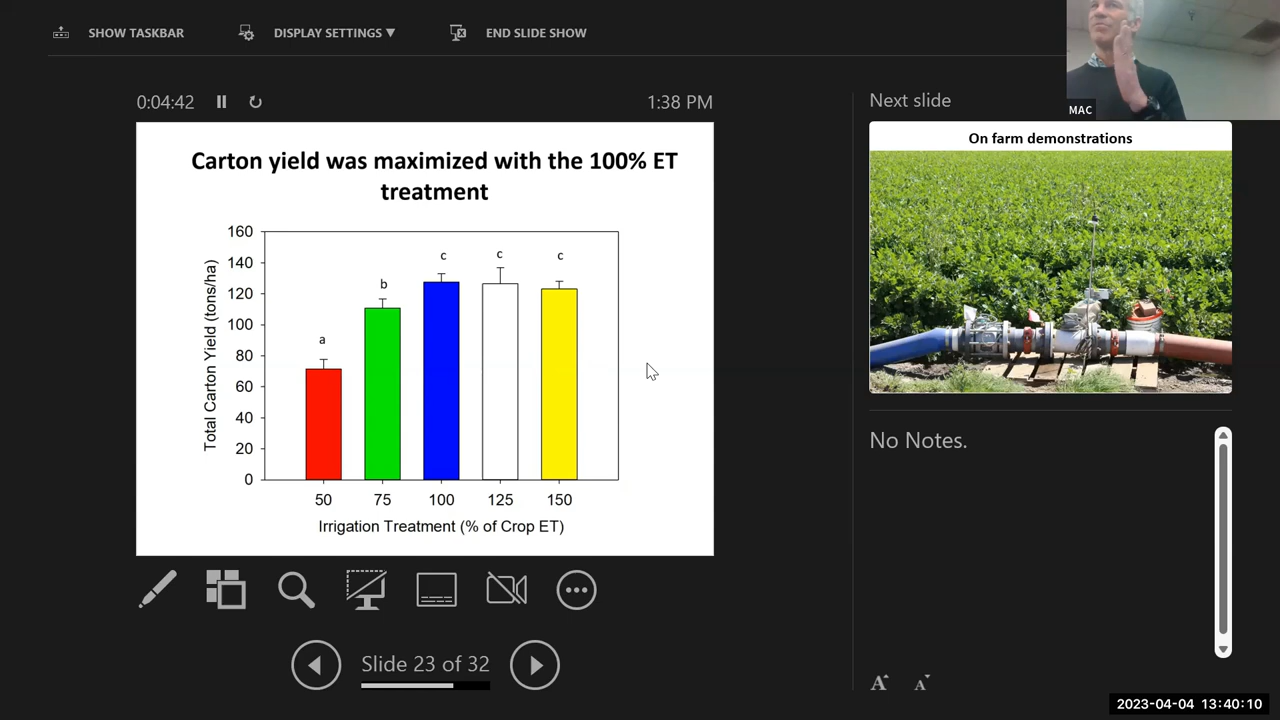 SHOW TASKBAR
DISPLAY SETTINGS ▼
END SLIDE SHOW
MAC
0:04:42
1:38 PM
Next slide
Carton yield was maximized with the 100% ET
treatment
160
140
120
100
80
60
40
20
0
Total Carton Yield (tons/ha)
a
b
c
c
c
50
75
100
125
150
Irrigation Treatment (% of Crop ET)
On farm demonstrations
No Notes.
Slide 23 of 32
A
A
2023-04-04 13:40:10